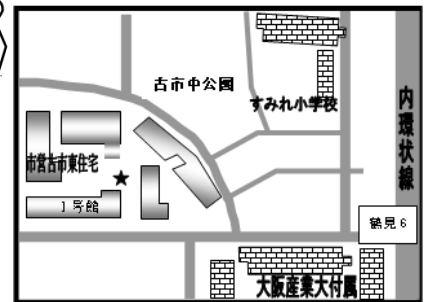 古市中公園
すみれ小学校
内環状線
市営古市東住宅
1号館
鶴見6
大阪産業大付属